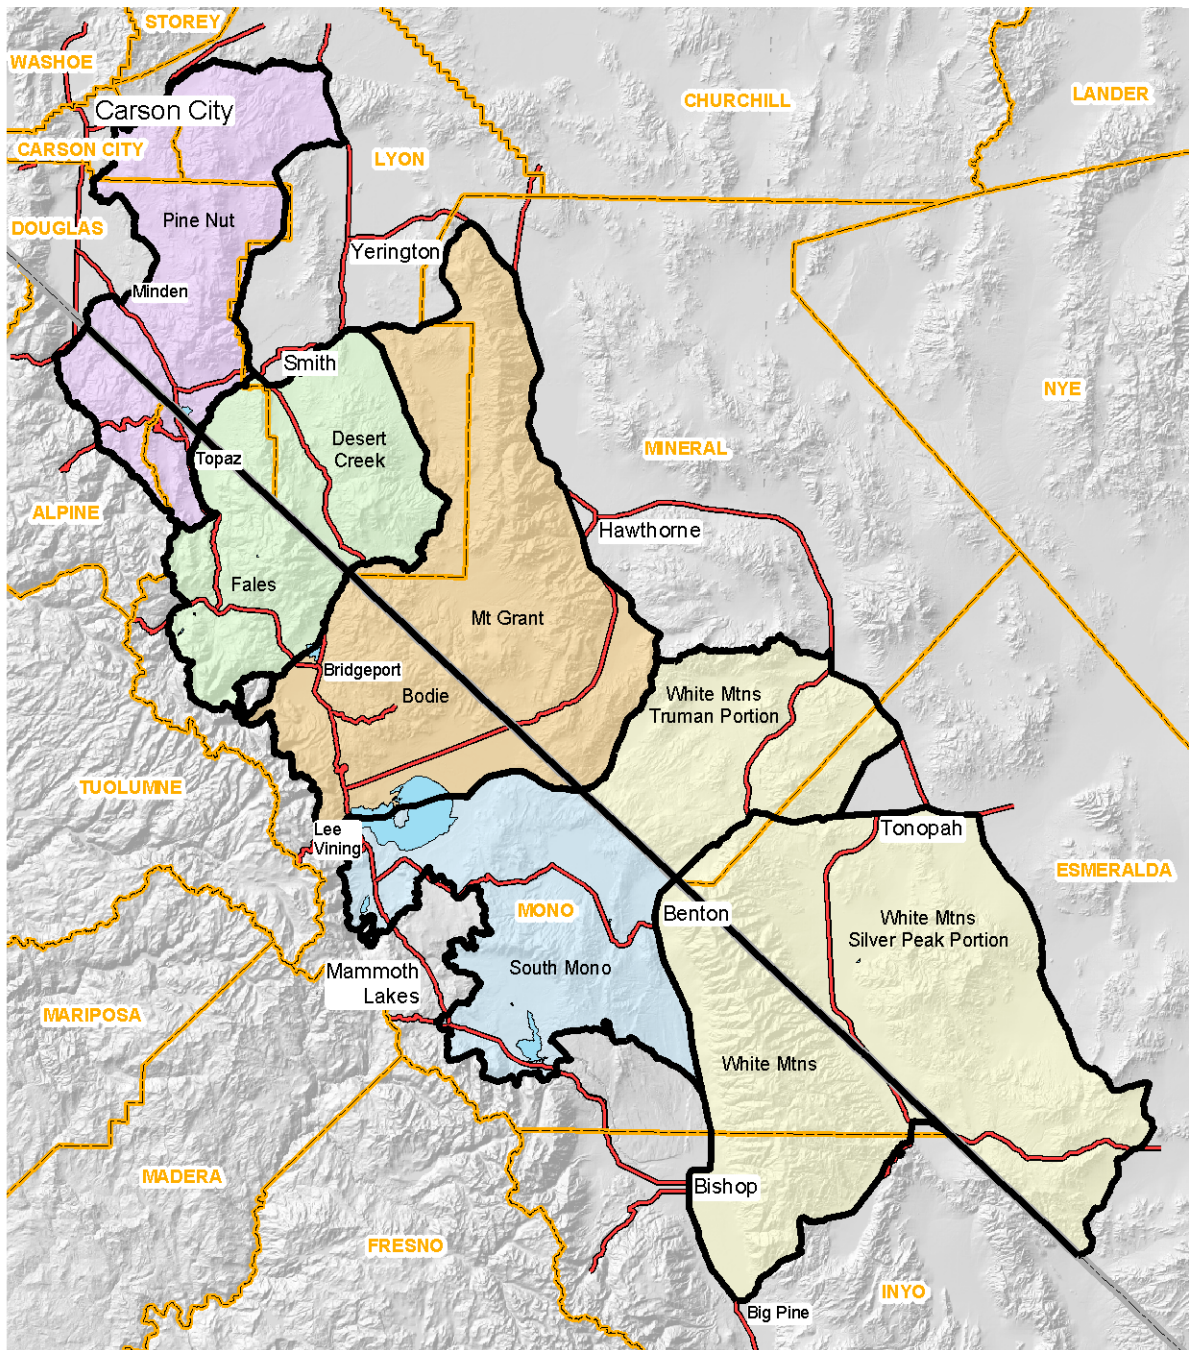 STOREY
WASHOE
CHURCHILL
LANDER
Carson City
CARSON CITY
LYON
Pine Nut
DOUGLAS
Yerington
Minden
Smith
NYE
Desert
Creek
MINERAL
Topaz
ALPINE
Hawthorne
Fales
Mt Grant
Bridgeport
Bodie
White Mtns
Truman Portion
TUOLUMNE
Lee
Vining
Tonopah
ESMERALDA
MONO
Benton
White Mtns
Silver Peak Portion
South Mono
Mammoth
Lakes
MARIPOSA
White Mtns
MADERA
Bishop
FRESNO
INYO
Big Pine